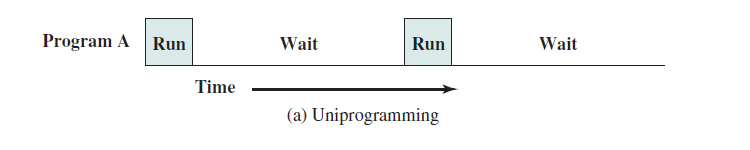 Program A Run Wait Run Wait
Time
(a) Uniprogramming